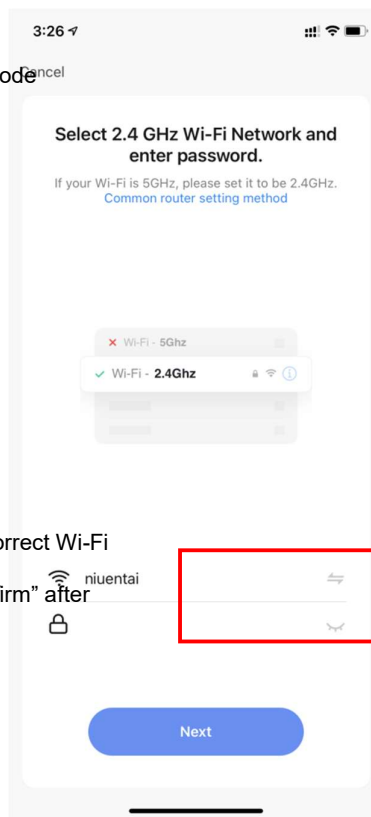 3:26
ode
Cancel
Select 2.4 GHz Wi-Fi Network and
enter password.
If your Wi-Fi is 5GHz, please set it to be 2.4GHz.
Common router setting method
Wi-Fi - 5Ghz
Wi-Fi - 2.4Ghz
orrect Wi-Fi
niuentai
irm” after
Next